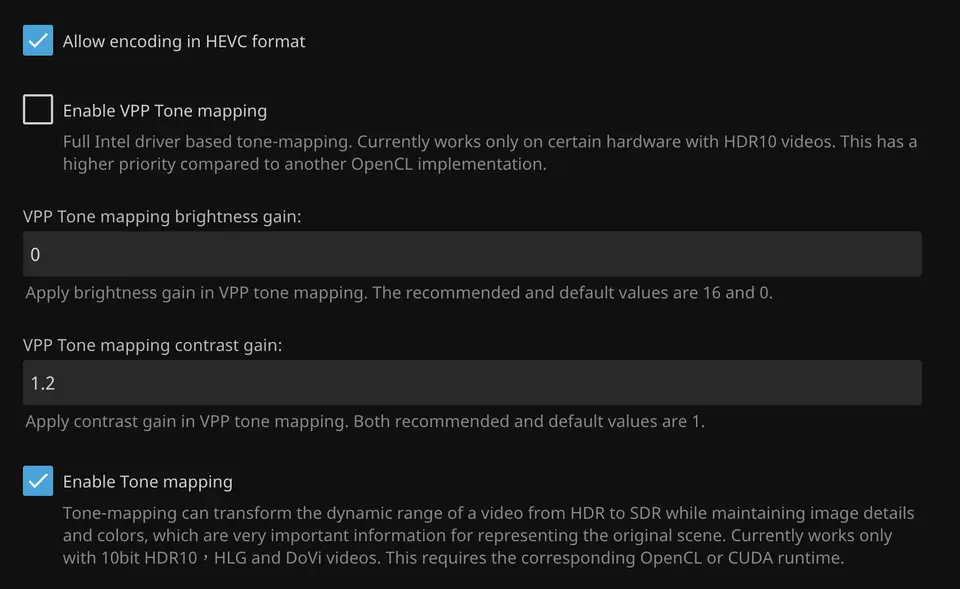 Allow encoding in HEVC format
Enable VPP Tone mapping
Full Intel driver based tone-mapping. Currently works only on certain hardware with HDR10 videos. This has a
higher priority compared to another OpenCL implementation.
VPP Tone mapping brightness gain:
0
Apply brightness gain in VPP tone mapping. The recommended and default values are 16 and 0.
VPP Tone mapping contrast gain:
1.2
Apply contrast gain in VPP tone mapping. Both recommended and default values are 1.
Enable Tone mapping
Tone-mapping can transform the dynamic range of a video from HDR to SDR while maintaining image details
and colors, which are very important information for representing the original scene. Currently works only
with 10bit HDR10,HLG and DoVi videos. This requires the corresponding OpenCL or CUDA runtime.